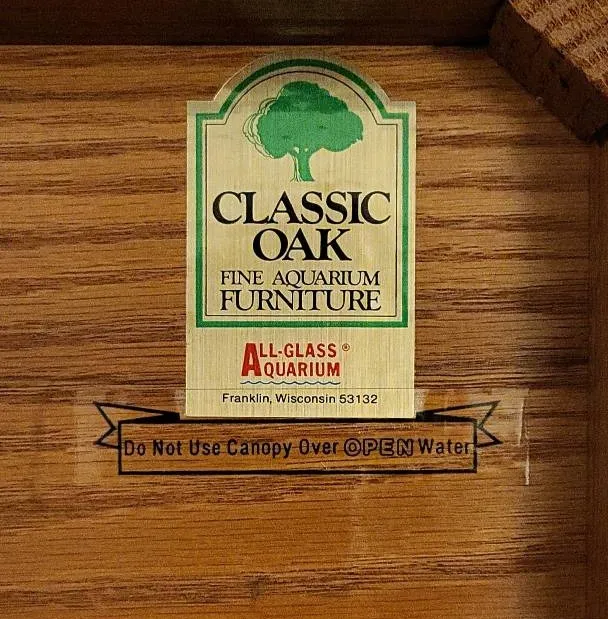 CLASSIC
OAK
FINE AQUARIUM
FURNITURE
ALL-GLASS®
AQUARIUM
Franklin, Wisconsin 53132
Do Not Use Canopy Over OPEN Water